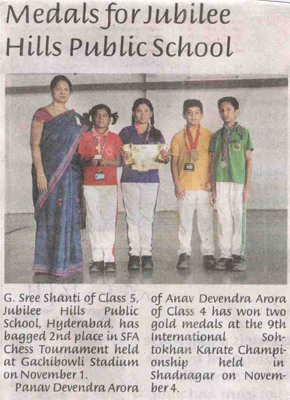 Medals for Jubilee
Hills Public School
G. Sree Shanti of Class 5,
Jubilee Hills Public
School, Hyderabad, has
bagged 2nd place in SFA
Chess Tournament held
at Gachibowli Stadium
on November 1.
Panav Devendra Arora
of Anav Devendra Arora
of Class 4 has won two
gold medals at the 9th
International Soh-
tokhan Karate Champi-
onship held in
Shadnagar on Novem-
ber 4.